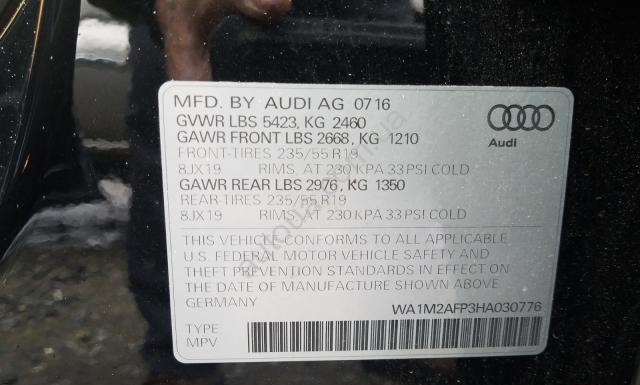 MFD. BY AUDI AG 07 16
GVWR LBS 5423, KG 2460
GAWR FRONT LBS 2668, KG 1210
FRONT-TIRES 235/55 R19
8JX19 RIMS, AT 230 KPA 33 PSI COLD
GAWR REAR LBS 2976, KG 1350
REAR-TIRES 235/55 R19
8JX19 RIMS, AT 230 KPA 33 PSI COLD
Audi
THIS VEHICLE CONFORMS TO ALL APPLICABLE
U.S. FEDERAL MOTOR VEHICLE SAFETY AND
THEFT PREVENTION STANDARDS IN EFFECT ON
THE DATE OF MANUFACTURE SHOWN ABOVE
GERMANY
WA1M2AFP3HA030776
TYPE
MPV